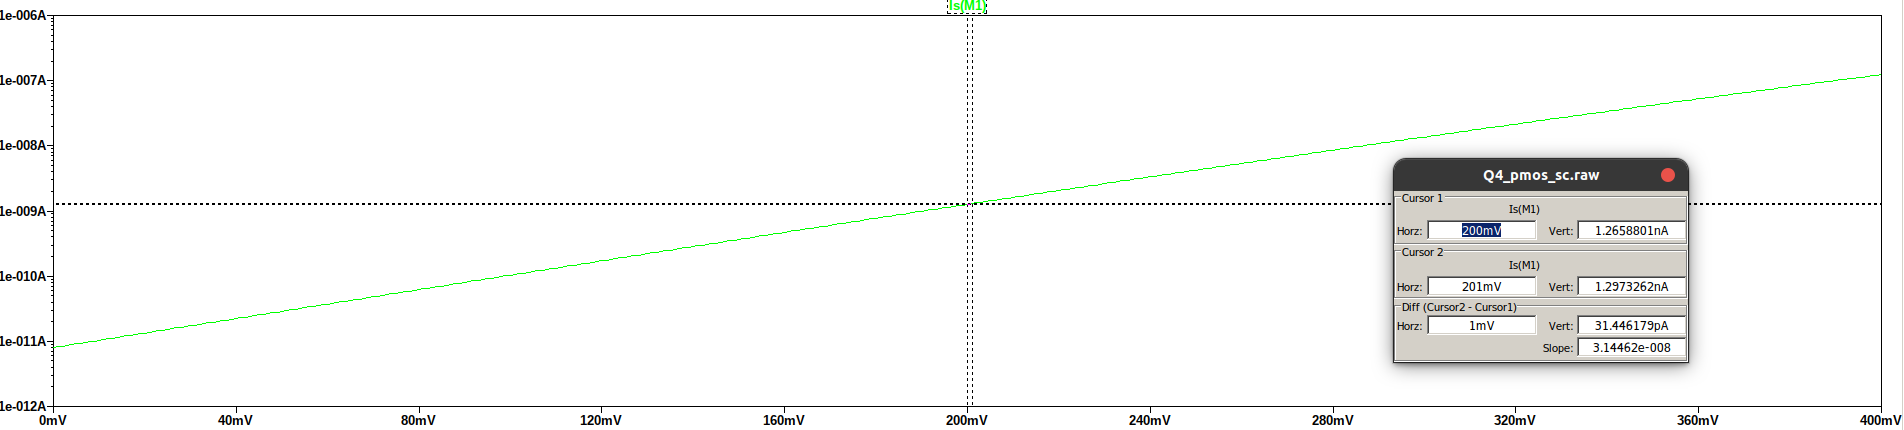 Is(M1)
1e-006A
1e-007A
1e-008A
1e-009A
1e-010A
1e-011A
1e-012A
0mV 40mV 80mV 120mV 160mV 200mV 240mV 280mV 320mV 360mV 400mV
Q4_pmos_sc.raw
Cursor 1
Is(M1)
Horz: 200mV Vert: 1.2658801nA
Cursor 2
Is(M1)
Horz: 201mV Vert: 1.2973262nA
Diff (Cursor2 - Cursor1)
Horz: 1mV Vert: 31.446179pA
Slope: 3.14462e-008